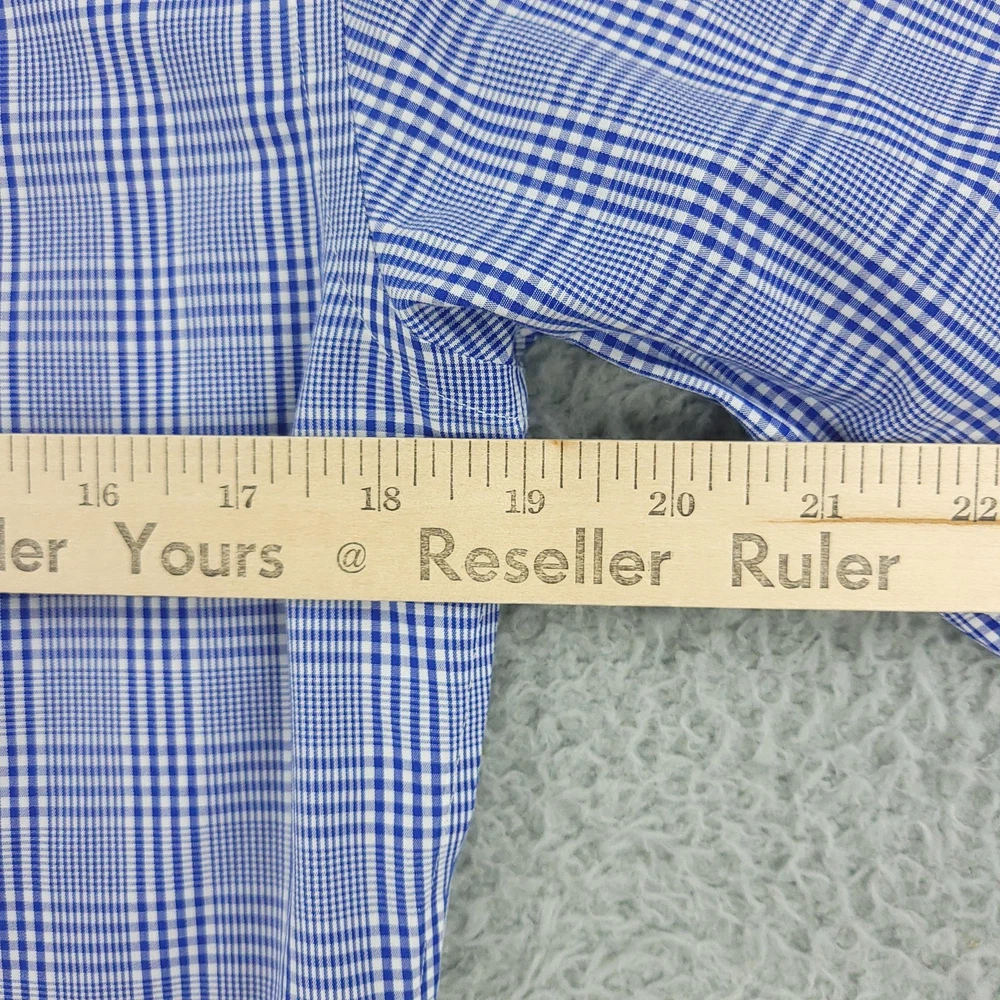 16 17 18 19 20 21 22
ler Yours @ Reseller Ruler